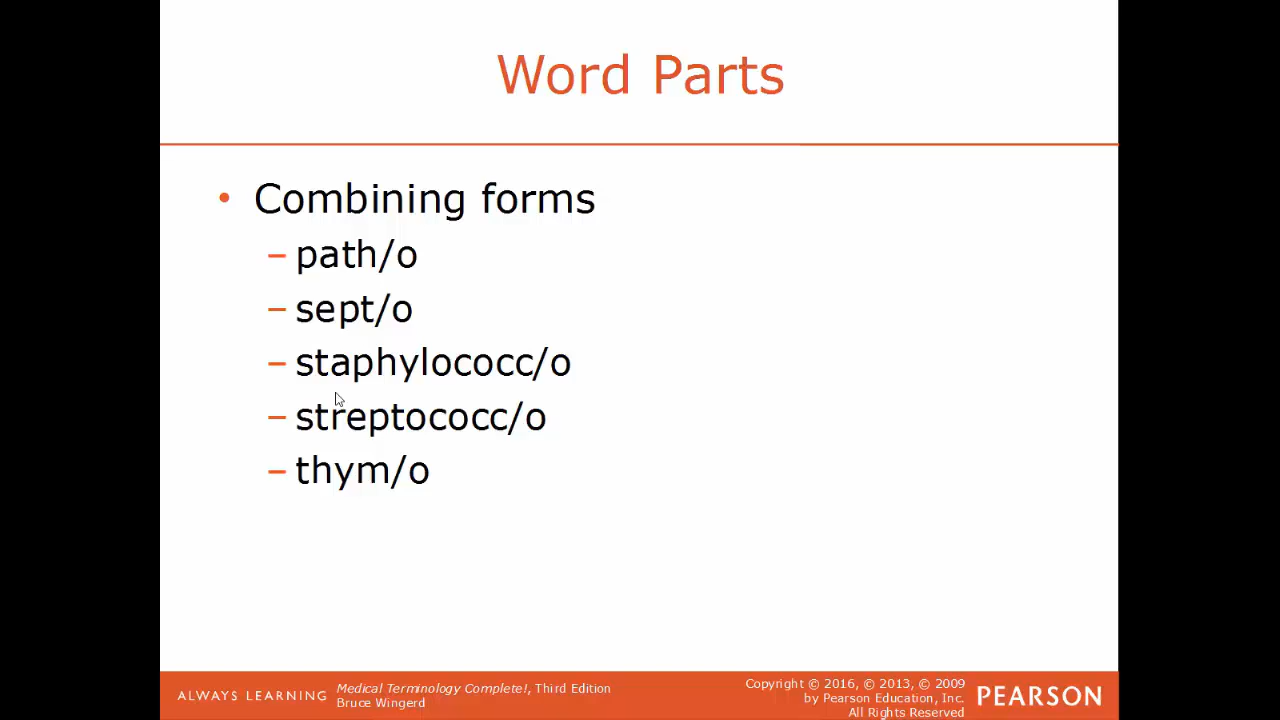 Word Parts
• Combining forms
– path/o
– sept/o
– staphylococc/o
– streptococc/o
– thym/o
ALWAYS LEARNING
Medical Terminology Complete!, Third Edition
Bruce Wingerd
Copyright © 2016, © 2013, © 2009
by Pearson Education, Inc.
All Rights Reserved
PEARSON